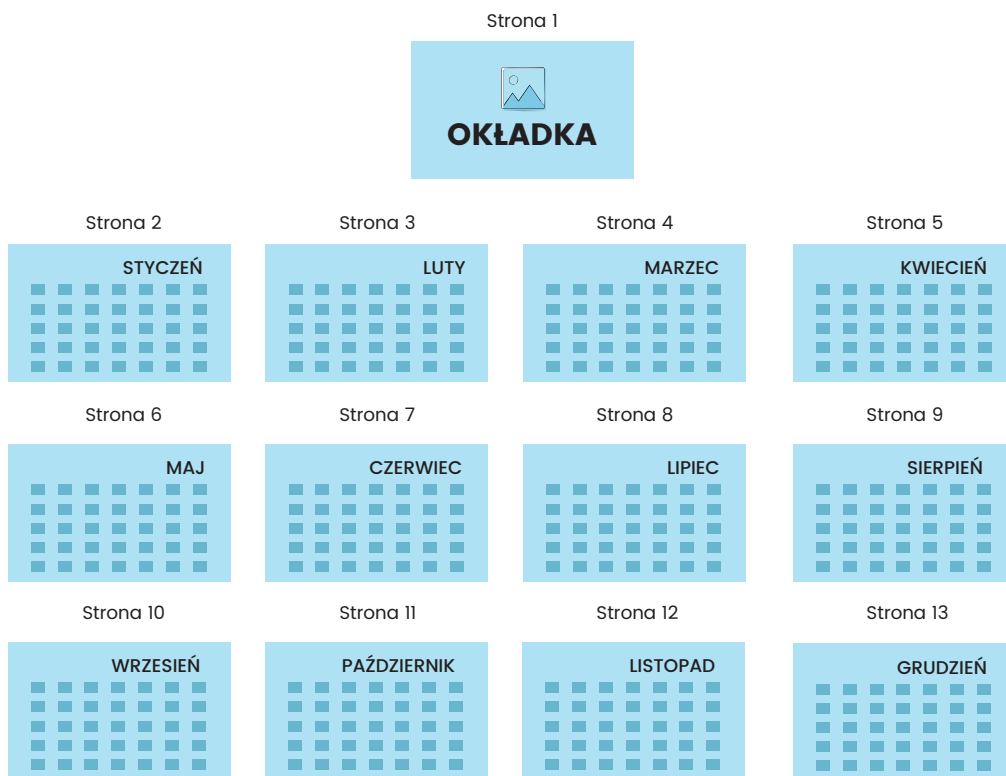 Strona 1
OKŁADKA
Strona 2
Strona 3
Strona 4
Strona 5
STYCZEŃ
LUTY
MARZEC
KWIECIEŃ
Strona 6
Strona 7
Strona 8
Strona 9
MAJ
CZERWIEC
LIPIEC
SIERPIEŃ
Strona 10
Strona 11
Strona 12
Strona 13
WRZESIEŃ
PAŹDZIERNIK
LISTOPAD
GRUDZIEŃ